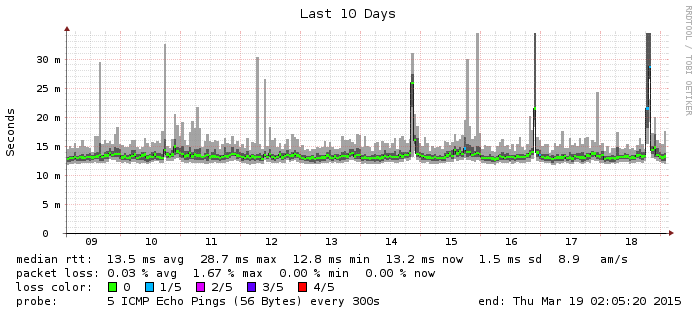 Last 10 Days
RRDTOOL / TOBI OETIKER
Seconds
30 m
25 m
20 m
15 m
10 m
5 m
0
09 10 11 12 13 14 15 16 17 18
median rtt: 13.5 ms avg 28.7 ms max 12.8 ms min 13.2 ms now 1.5 ms sd 8.9 am/s
packet loss: 0.03 % avg 1.67 % max 0.00 % min 0.00 % now
loss color: 0 1/5 2/5 3/5 4/5
probe: 5 ICMP Echo Pings (56 Bytes) every 300s end: Thu Mar 19 02:05:20 2015